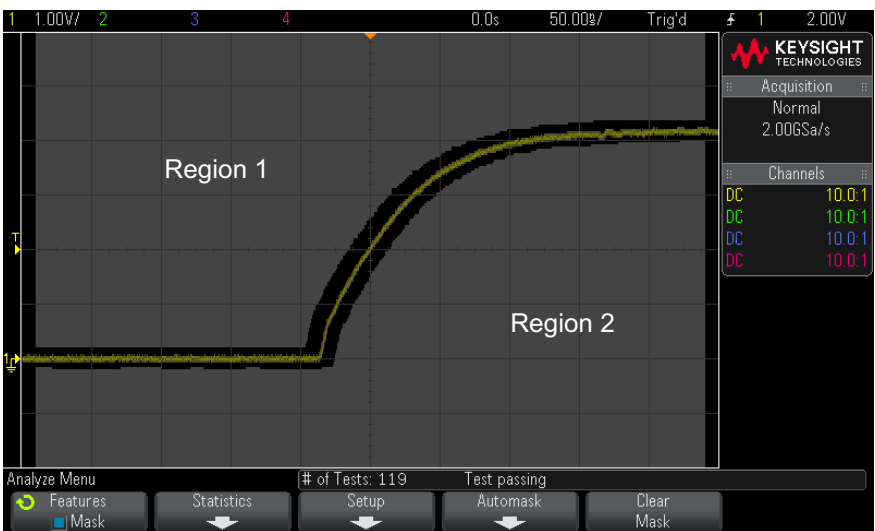 1 1.00V/ 2 3 4 0.0s 50.00ns/ Trig'd 1 2.00V
KEYSIGHT
TECHNOLOGIES
Acquisition
Normal
2.00GSa/s
Channels
DC 10.0:1
DC 10.0:1
DC 10.0:1
DC 10.0:1
Region 1
T
Region 2
1
Analyze Menu
# of Tests: 119 Test passing
Features
Mask
Statistics
Setup
Automask
Clear
Mask